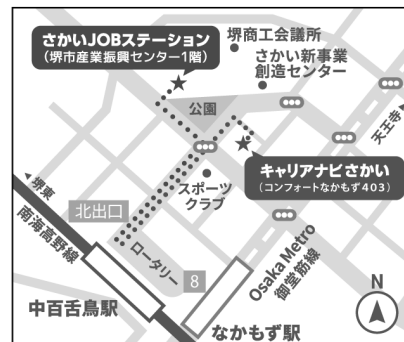 さかいJOBステーション
(堺市産業振興センター1階)
堺商工会議所
さかい新事業
創造センター
公園
天王寺
キャリアナビさかい
(コンフォートなかもず403)
スポーツ
クラブ
堺東
北出口
南海高野線
ロータリー
8
Osaka Metro
御堂筋線
N
中百舌鳥駅
なかもず駅